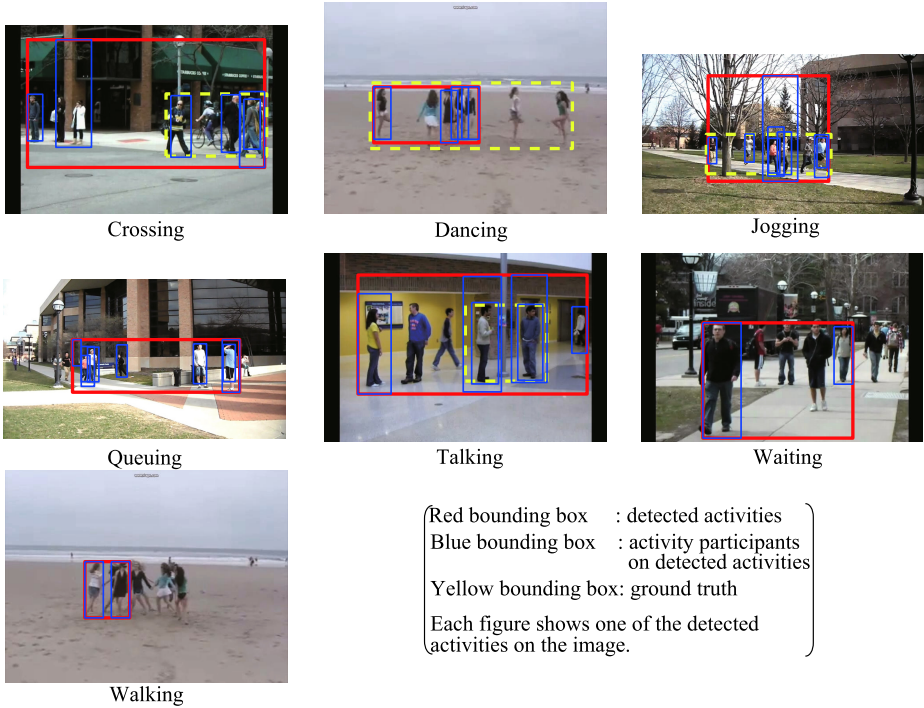 Crossing
Dancing
Jogging
Queuing
Talking
Waiting
inside
Walking
Red bounding box : detected activities
Blue bounding box : activity participants
on detected activities
Yellow bounding box: ground truth
Each figure shows one of the detected
activities on the image.